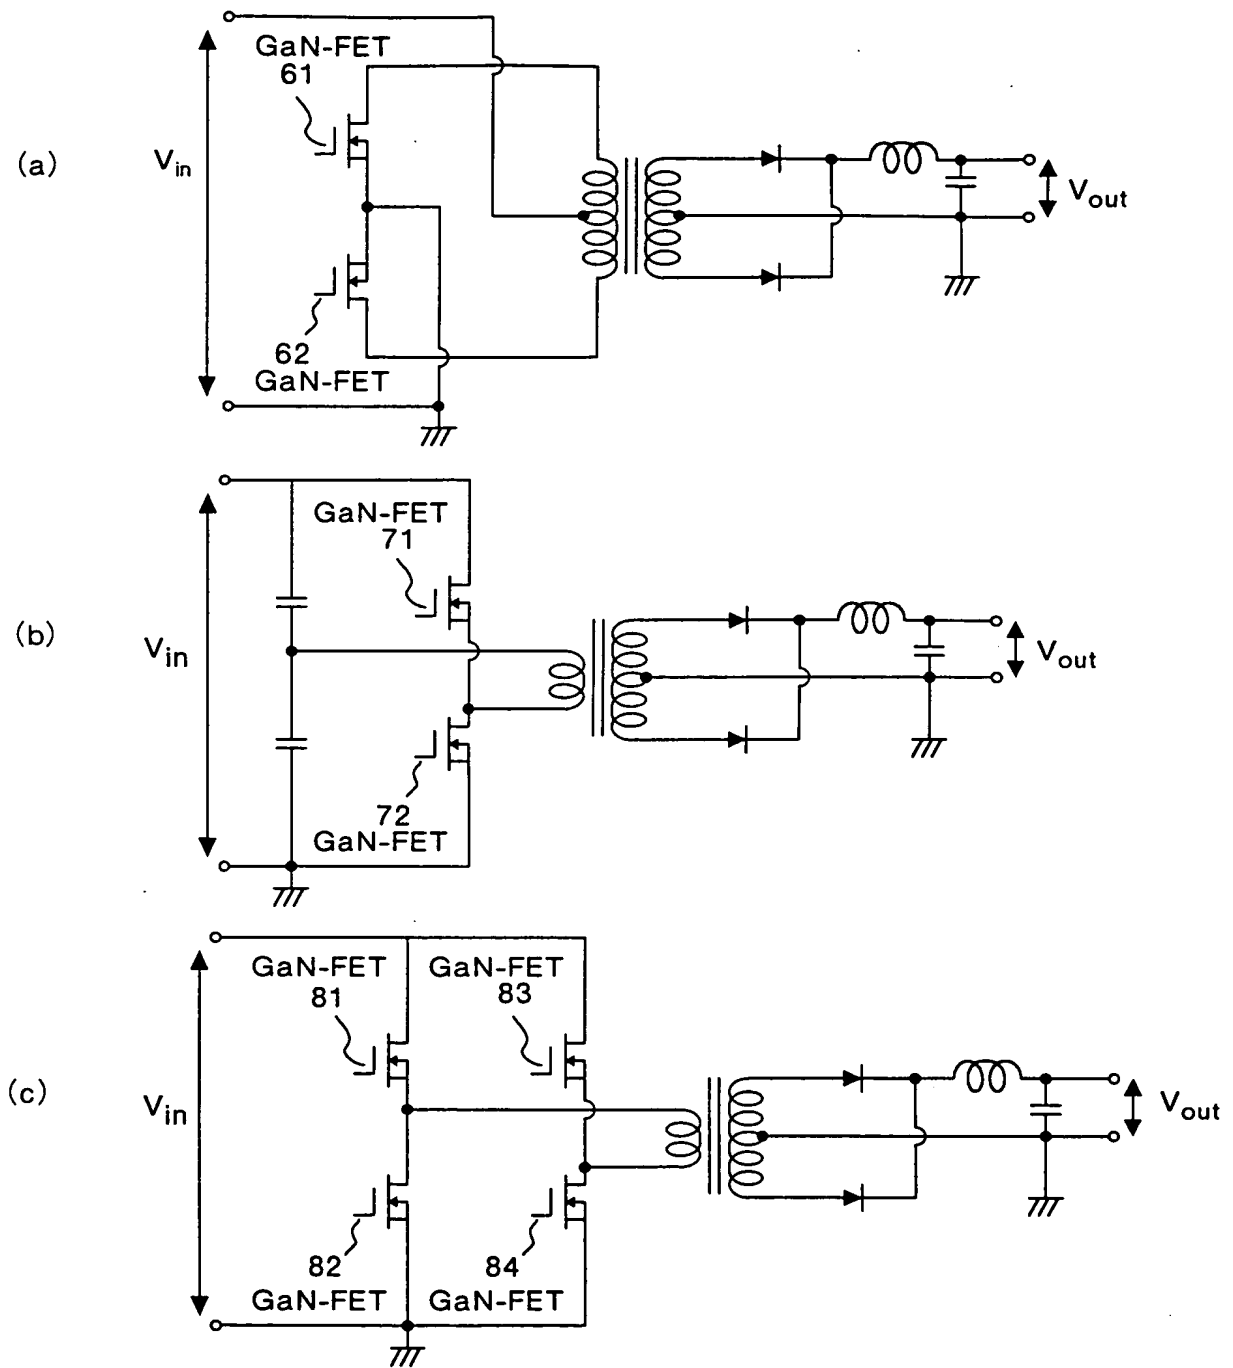 (a)
GaN-FET
61
Vin
Vout
62
GaN-FET
(b)
GaN-FET
71
Vin
Vout
72
GaN-FET
(c)
GaN-FET GaN-FET
81 83
Vin
Vout
82 84
GaN-FET GaN-FET